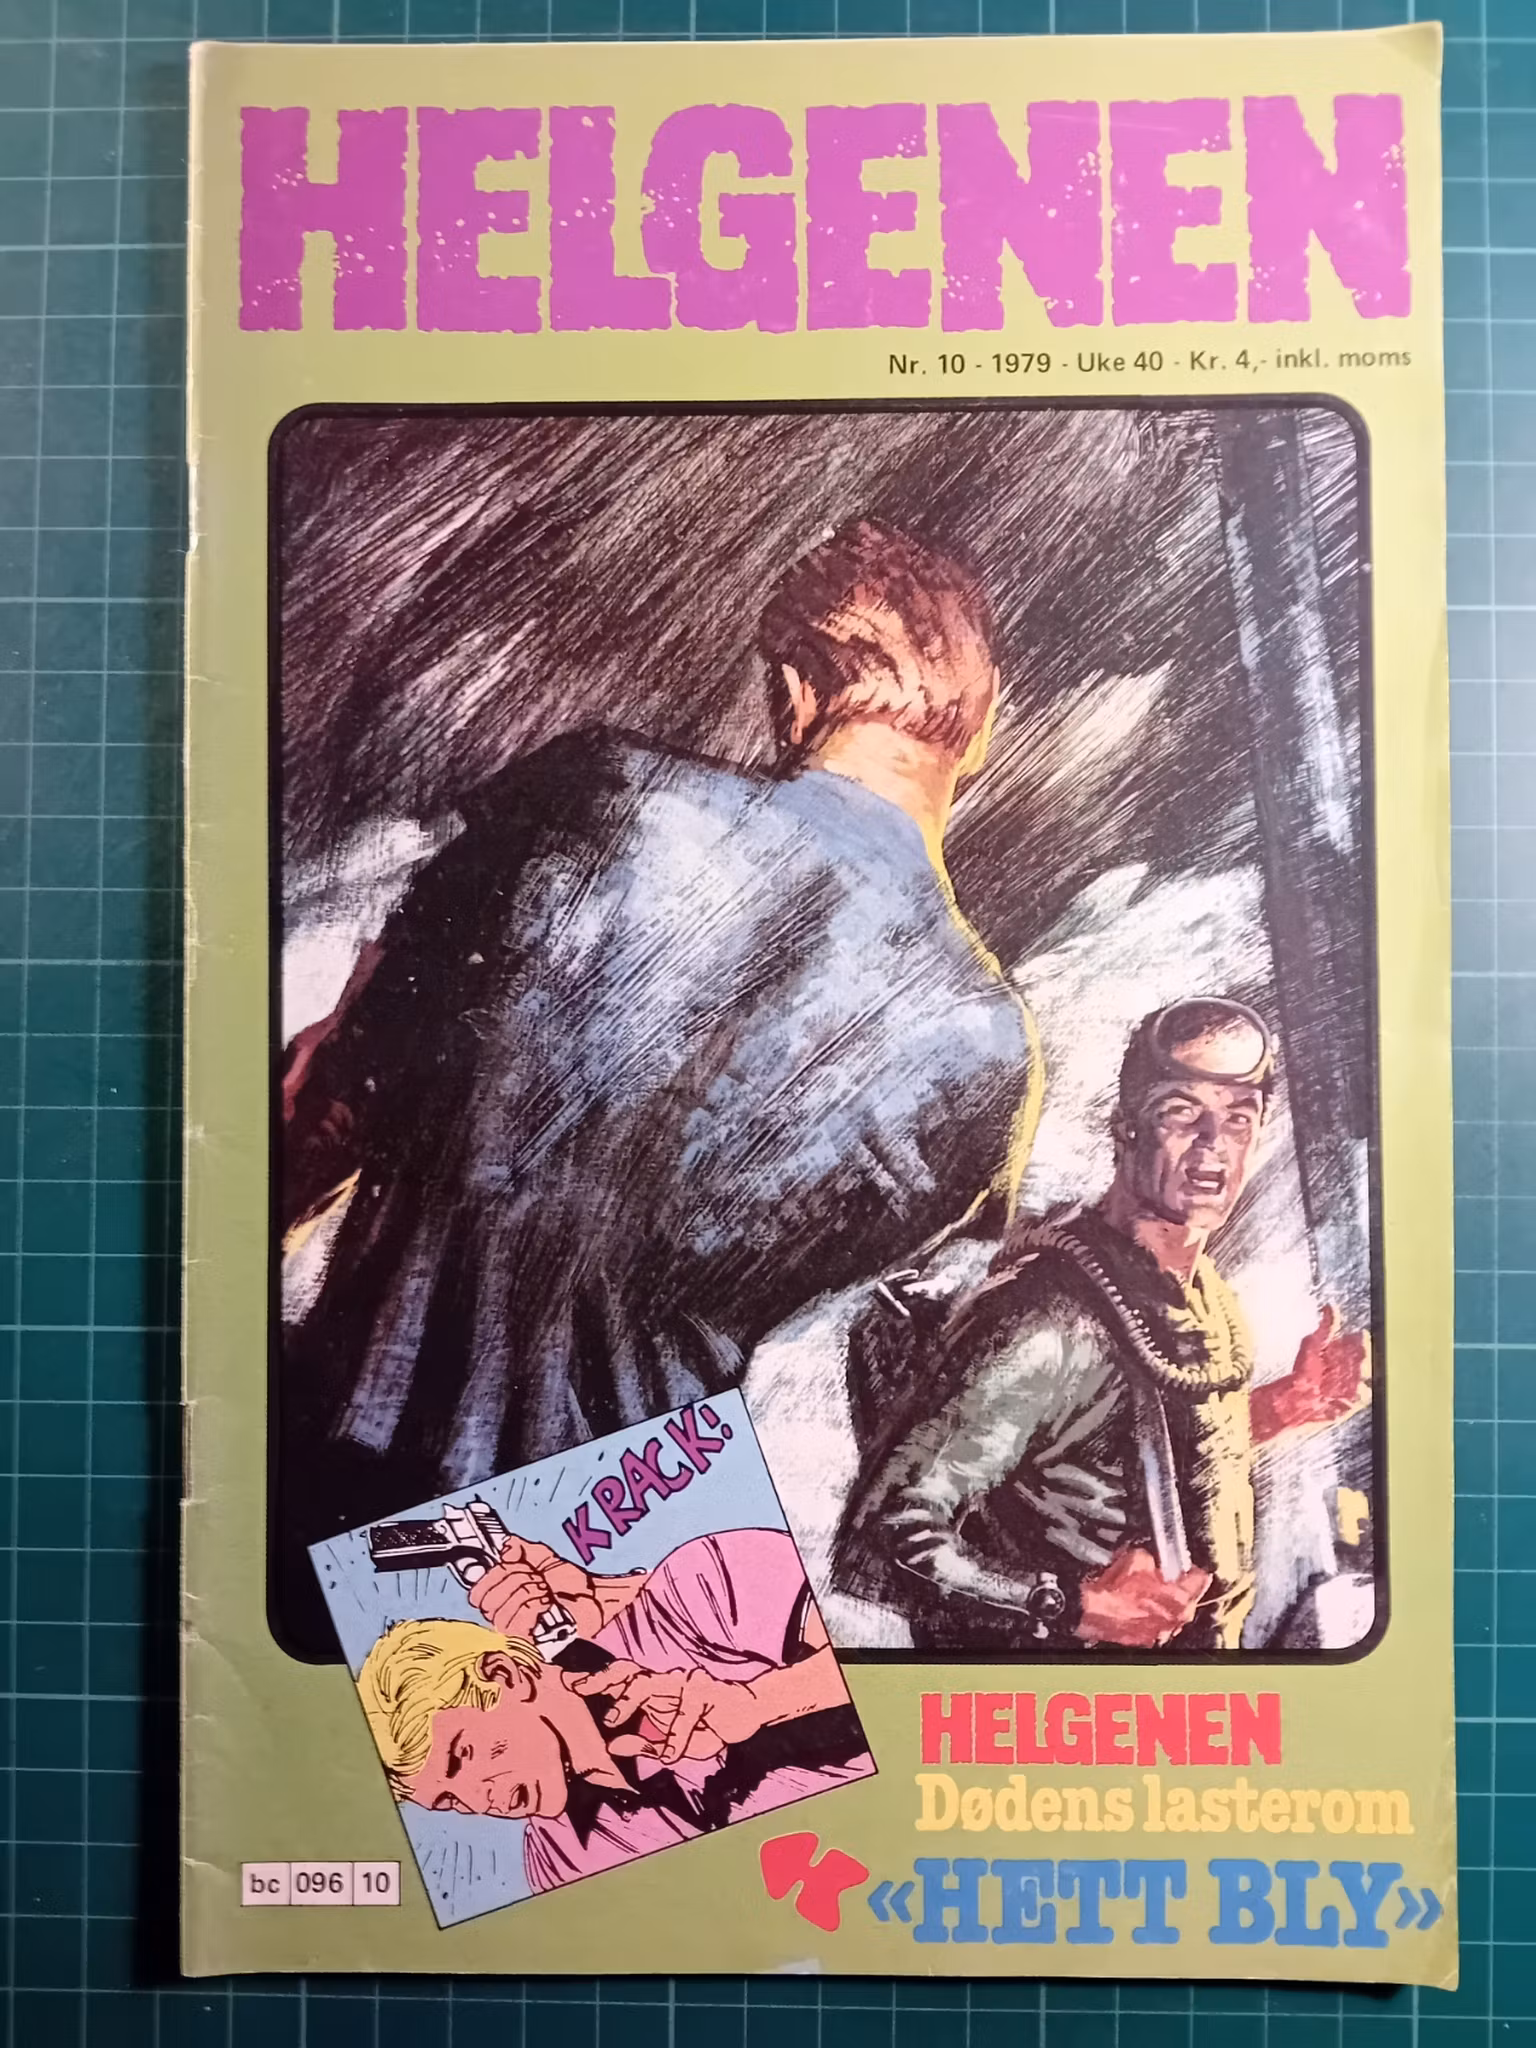 HELGENEN
Nr. 10 - 1979 - Uke 40 - Kr. 4,- inkl. moms
KRACK!
HELGENEN
Dødens lasterom
«HETT BLY»
bc 096 10